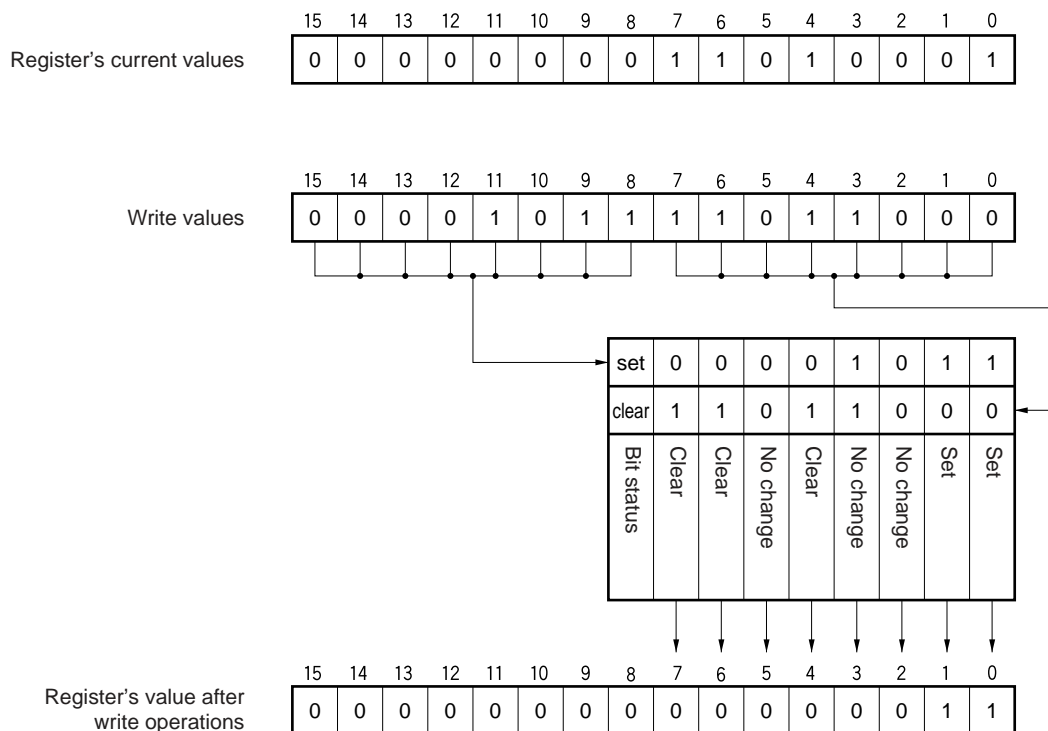 15 14 13 12 11 10 9 8 7 6 5 4 3 2 1 0
Register's current values 0 0 0 0 0 0 0 0 1 1 0 1 0 0 0 1
15 14 13 12 11 10 9 8 7 6 5 4 3 2 1 0
Write values 0 0 0 0 1 0 1 1 1 1 0 1 1 0 0 0
set 0 0 0 0 1 0 1 1
clear 1 1 0 1 1 0 0 0
Bit status Clear Clear No change Clear No change No change Set Set
15 14 13 12 11 10 9 8 7 6 5 4 3 2 1 0
Register's value after
write operations 0 0 0 0 0 0 0 0 0 0 0 0 0 0 1 1